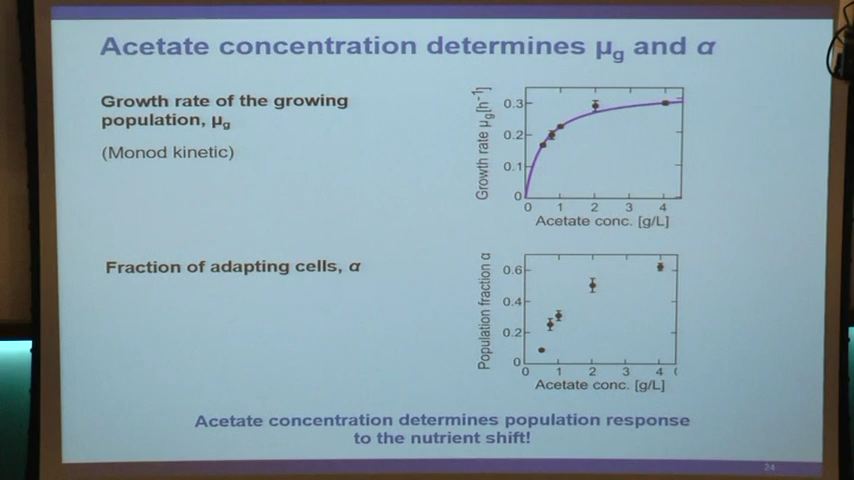 Acetate concentration determines μg and α
Growth rate of the growing
population, μg
(Monod kinetic)
Growth rate μg[h⁻¹]
0.3
0.2
0.1
0
0 1 2 3 4
Acetate conc. [g/L]
Fraction of adapting cells, α
Population fraction α
0.6
0.4
0.2
0
0 1 2 3 4
Acetate conc. [g/L]
Acetate concentration determines population response
to the nutrient shift!
24